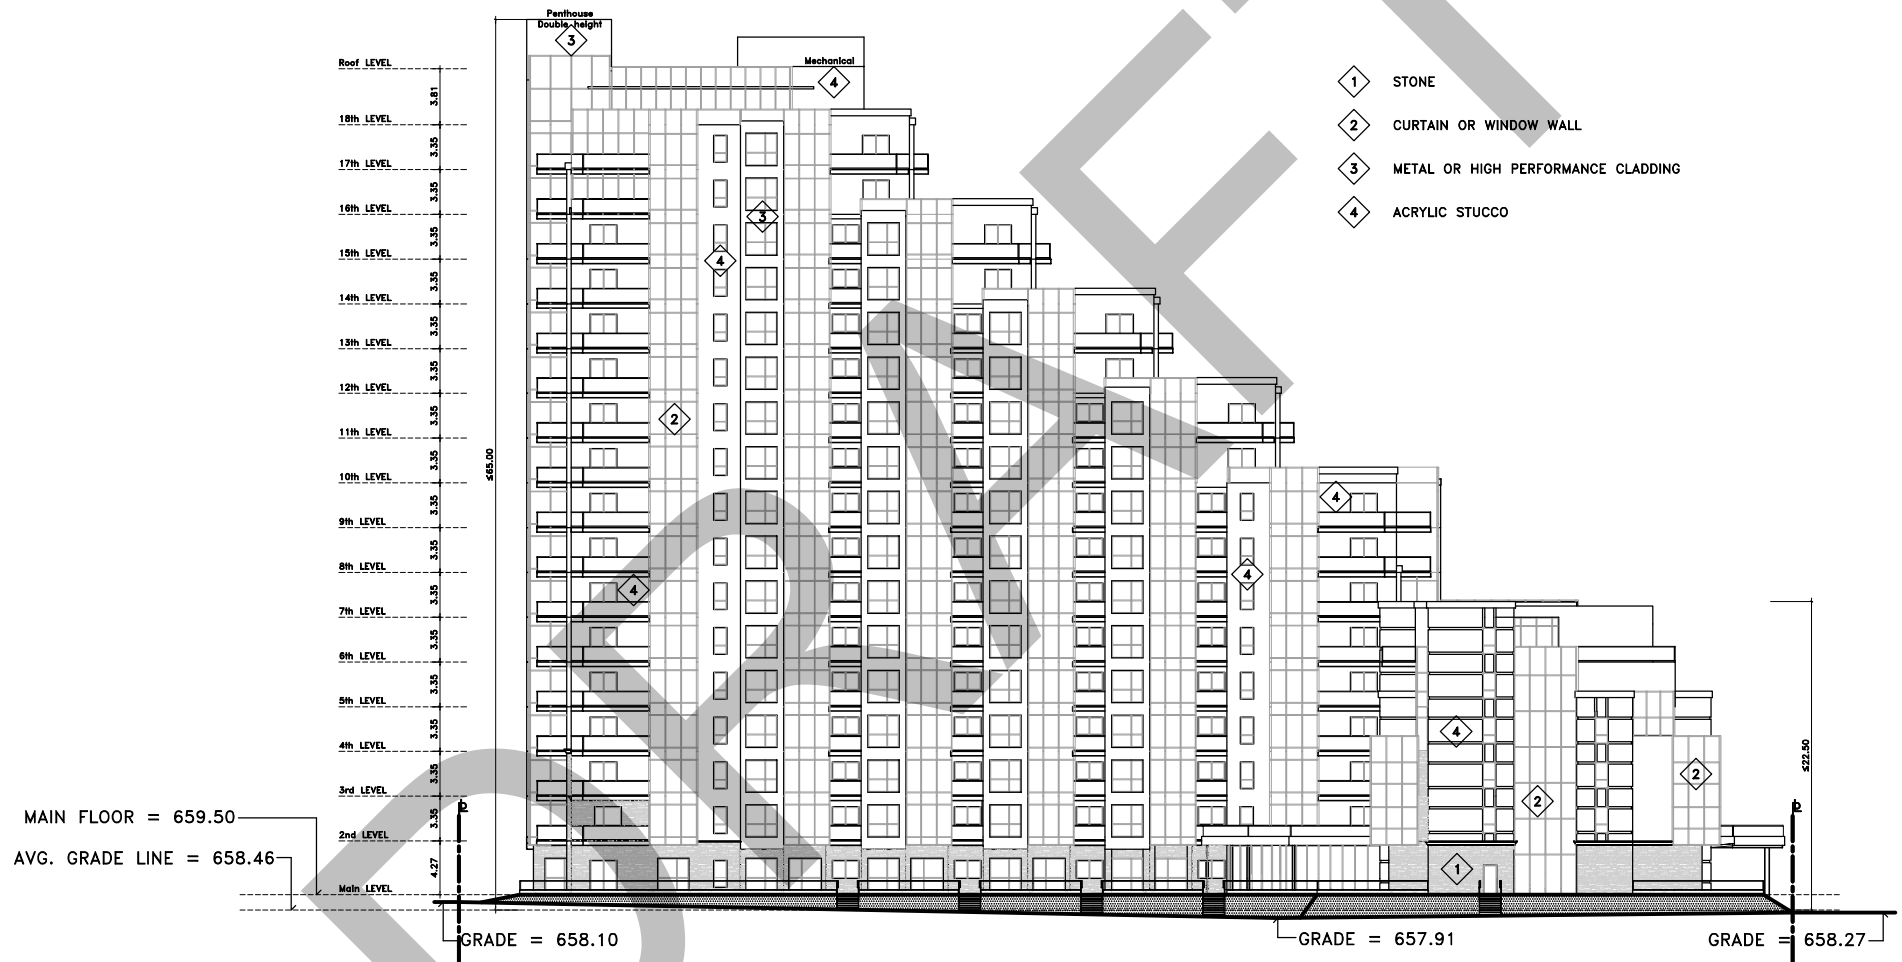 Penthouse
Double height
3
Roof LEVEL
Mechanical
4
3.81
18th LEVEL
3.35
17th LEVEL
3.35
16th LEVEL
3
3.35
15th LEVEL
4
3.35
14th LEVEL
3.35
13th LEVEL
3.35
12th LEVEL
3.35
2
11th LEVEL
3.35
≤65.00
10th LEVEL
4
3.35
9th LEVEL
3.35
8th LEVEL
4
4
3.35
7th LEVEL
3.35
6th LEVEL
3.35
5th LEVEL
3.35
4
4th LEVEL
≤22.50
3.35
2
3rd LEVEL
2
3.35
2nd LEVEL
4.27
1
Main LEVEL
1 STONE
2 CURTAIN OR WINDOW WALL
3 METAL OR HIGH PERFORMANCE CLADDING
4 ACRYLIC STUCCO
MAIN FLOOR = 659.50
AVG. GRADE LINE = 658.46
GRADE = 658.10
GRADE = 657.91
GRADE = 658.27
DRAFT